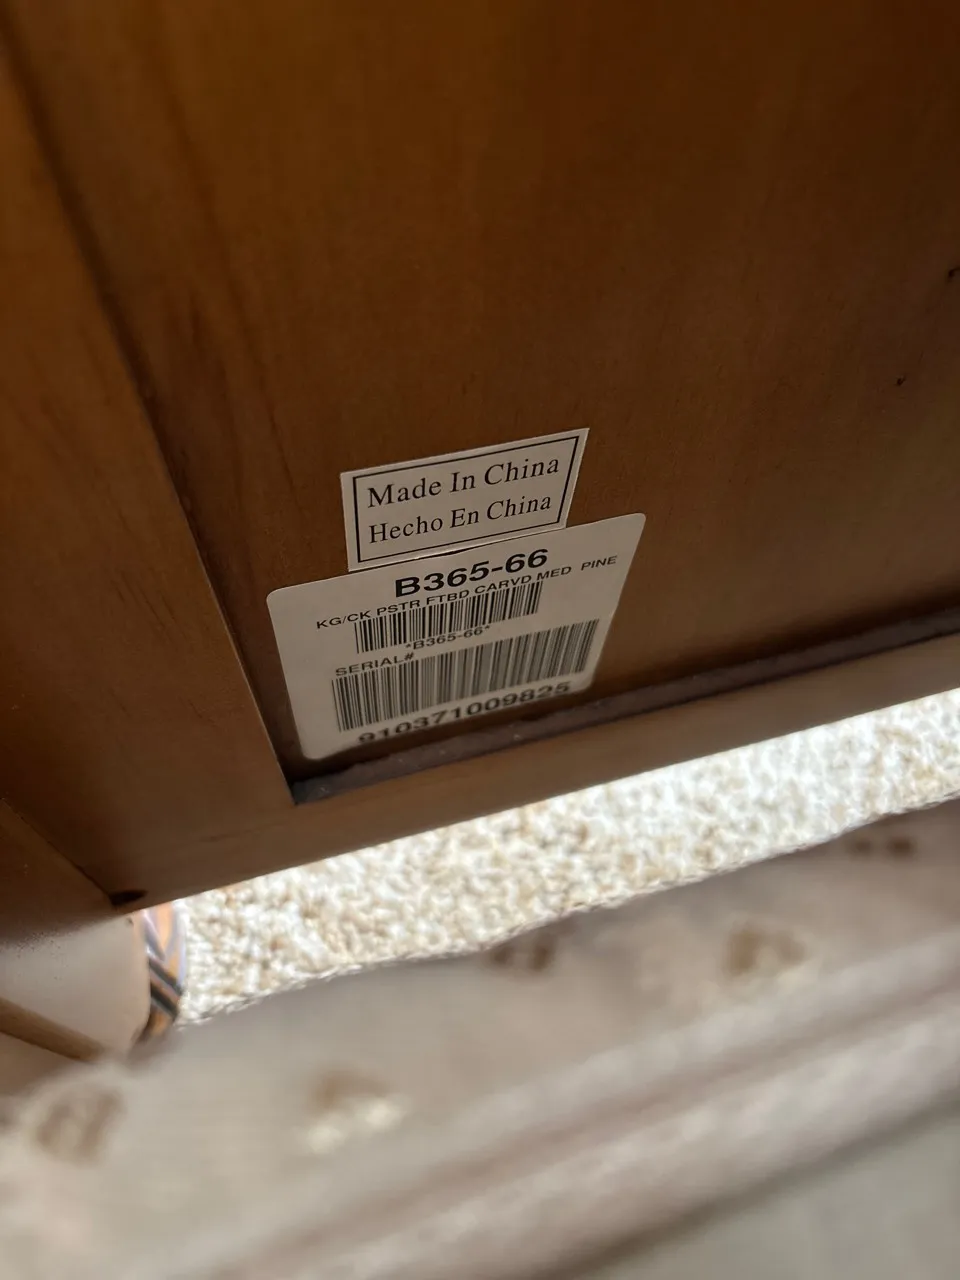 Made In China
Hecho En China
B365-66
KG/CK PSTR FTBD CARVD MED PINE
*B365-66*
SERIAL#
910371009825